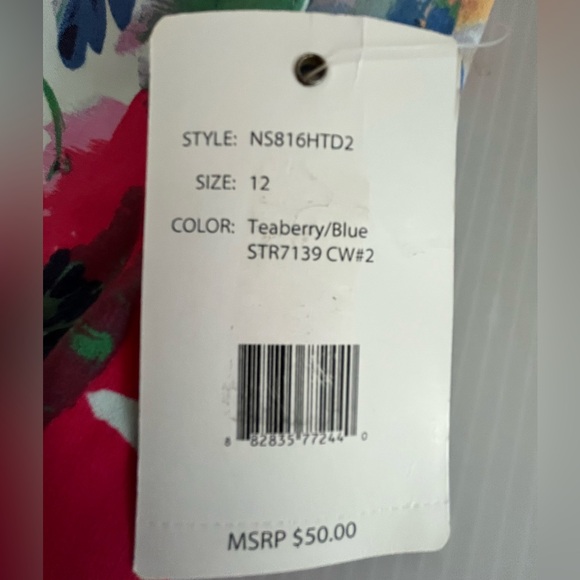 STYLE: NS816HTD2
SIZE: 12
COLOR: Teaberry/Blue
STR7139 CW#2
8 82835 77244 0
MSRP $50.00